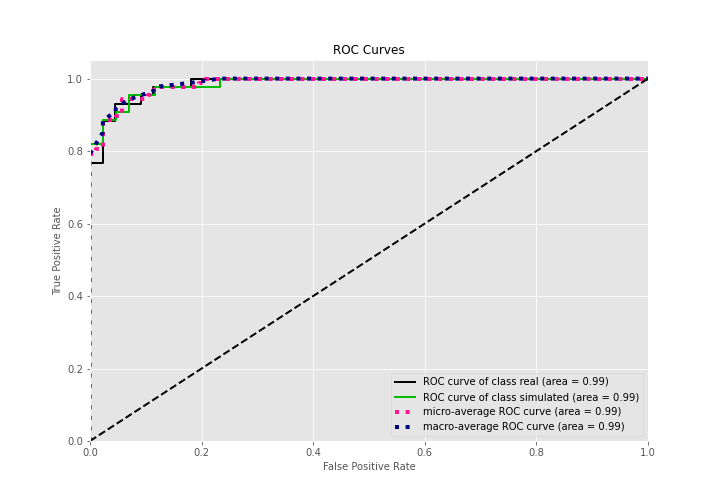 ROC Curves
True Positive Rate
1.0
0.8
0.6
0.4
0.2
0.0
0.0 0.2 0.4 0.6 0.8 1.0
False Positive Rate
ROC curve of class real (area = 0.99)
ROC curve of class simulated (area = 0.99)
micro-average ROC curve (area = 0.99)
macro-average ROC curve (area = 0.99)